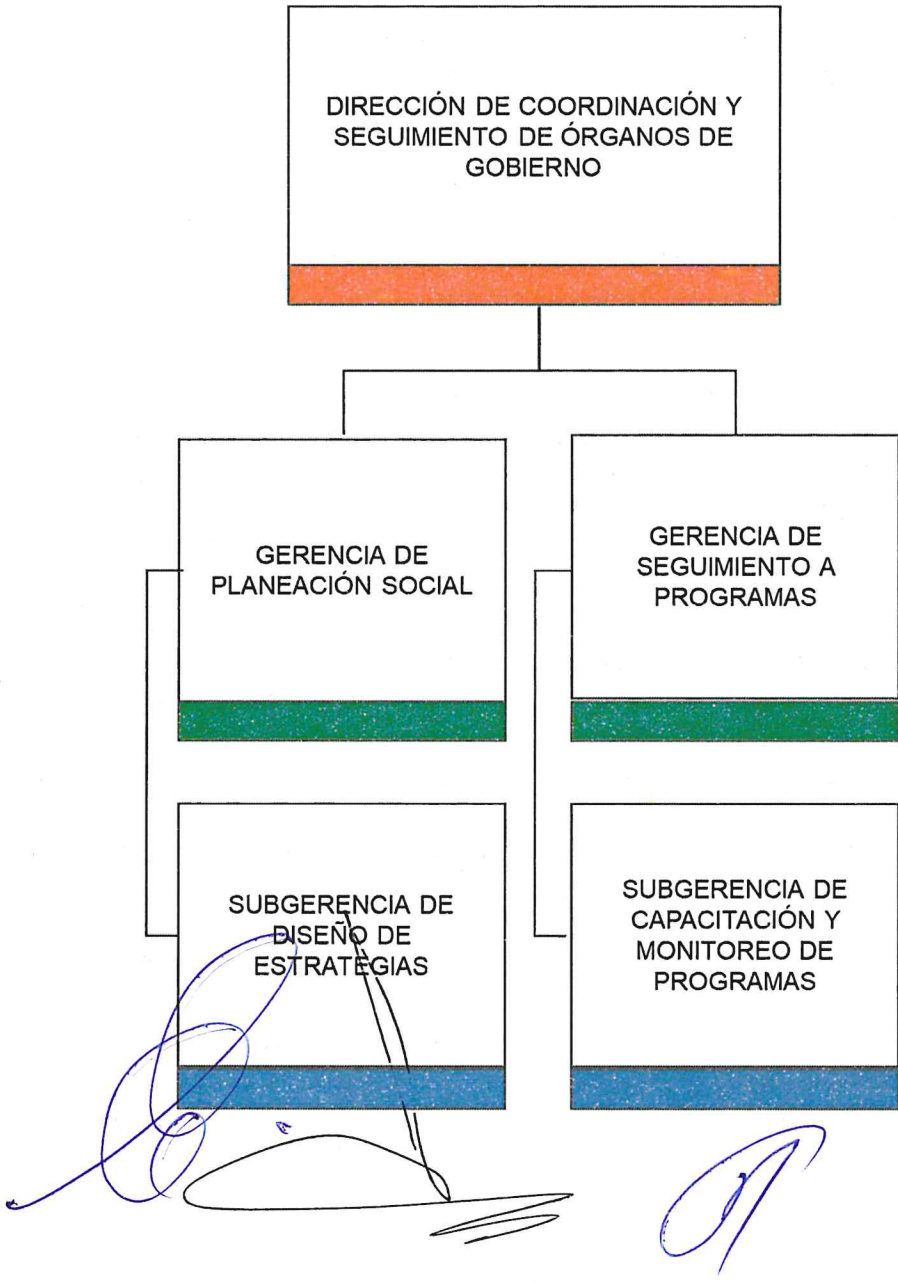 DIRECCIÓN DE COORDINACIÓN Y
SEGUIMIENTO DE ÓRGANOS DE
GOBIERNO
GERENCIA DE
PLANEACIÓN SOCIAL
GERENCIA DE
SEGUIMIENTO A
PROGRAMAS
SUBGERENCIA DE
DISEÑO DE
ESTRATEGIAS
SUBGERENCIA DE
CAPACITACIÓN Y
MONITOREO DE
PROGRAMAS